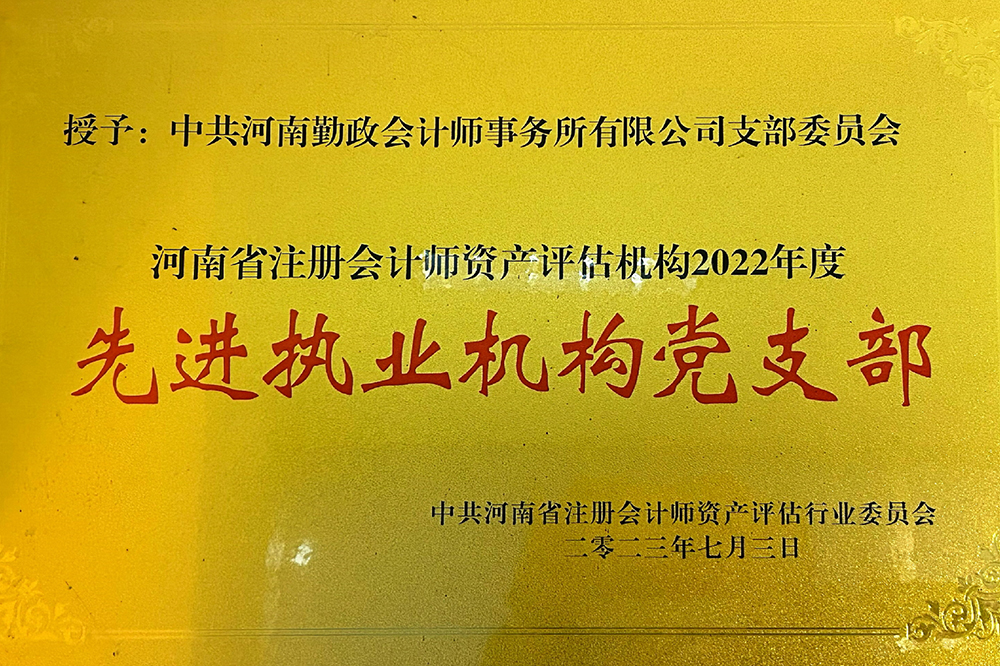 授予：中共河南勤政会计师事务所有限公司支部委员会
河南省注册会计师资产评估机构2022年度
先进执业机构党支部
中共河南省注册会计师资产评估行业委员会
二零二三年七月三日